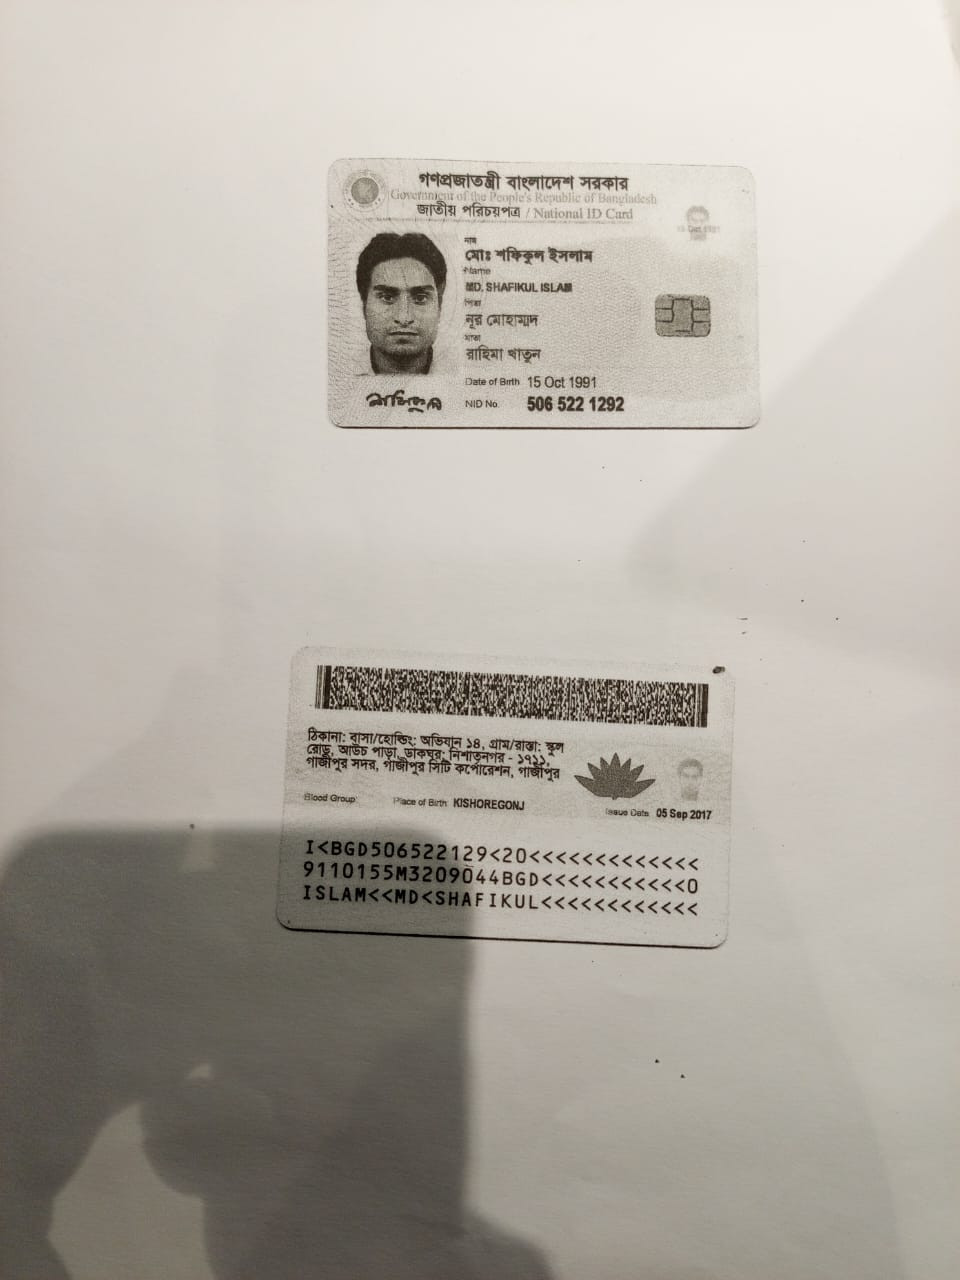 গণপ্রজাতন্ত্রী বাংলাদেশ সরকার
Government of the People's Republic of Bangladesh
জাতীয় পরিচয়পত্র / National ID Card
15 Oct 1991
নাম
মোঃ শফিকুল ইসলাম
Name
MD. SHAFIKUL ISLAM
পিতা
নূর মোহাম্মদ
মাতা
রাহিমা খাতুন
Date of Birth 15 Oct 1991
NID No. 506 522 1292
ঠিকানা: বাসা/হোল্ডিং: অভিযান ১৪, গ্রাম/রাস্তা: স্কুল
রোড, আউচ পাড়া, ডাকঘর: নিশাতনগর - ১৭১১,
গাজীপুর সদর, গাজীপুর সিটি কর্পোরেশন, গাজীপুর
Blood Group: Place of Birth: KISHOREGONJ
Issue Date: 05 Sep 2017
I<BGD506522129<20<<<<<<<<<<<<<
9110155M3209044BGD<<<<<<<<<<<0
ISLAM<<MD<SHAFIKUL<<<<<<<<<<<<